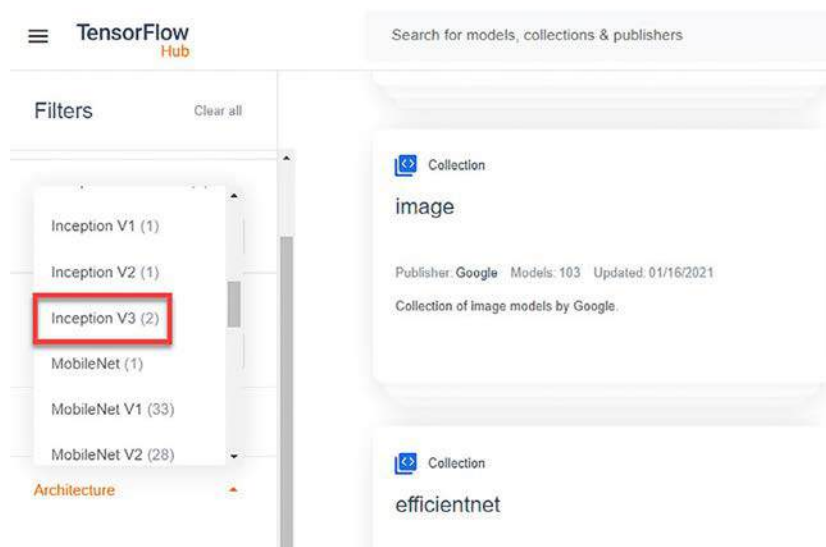 TensorFlow
Hub
Search for models, collections & publishers
Filters
Clear all
Inception V1 (1)
Inception V2 (1)
Inception V3 (2)
MobileNet (1)
MobileNet V1 (33)
MobileNet V2 (28)
Architecture
Collection
image
Publisher: Google Models: 103 Updated: 01/16/2021
Collection of image models by Google.
Collection
efficientnet